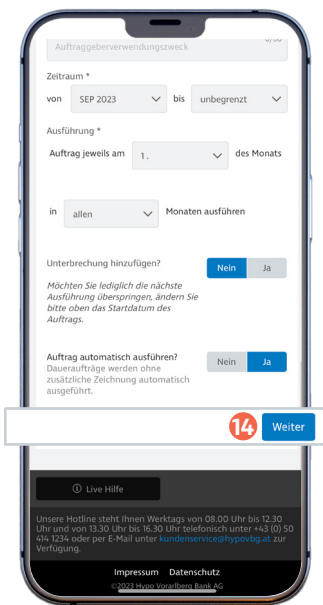 0/50
Auftraggeberverwendungszweck
Zeitraum *
von SEP 2023 bis unbegrenzt
Ausführung *
Auftrag jeweils am 1. des Monats
in allen Monaten ausführen
Unterbrechung hinzufügen? Nein Ja
Möchten Sie lediglich die nächste
Ausführung überspringen, ändern Sie
bitte oben das Startdatum des
Auftrags.
Auftrag automatisch ausführen? Nein Ja
Daueraufträge werden ohne
zusätzliche Zeichnung automatisch
ausgeführt.
14 Weiter
Live Hilfe
Unsere Hotline steht Ihnen Werktags von 08.00 Uhr bis 12.30
Uhr und von 13.30 Uhr bis 16.30 Uhr telefonisch unter +43 (0) 50
414 1234 oder per E-Mail unter kundenservice@hypovbg.at zur
Verfügung.
Impressum Datenschutz
©2023 Hypo Vorarlberg Bank AG